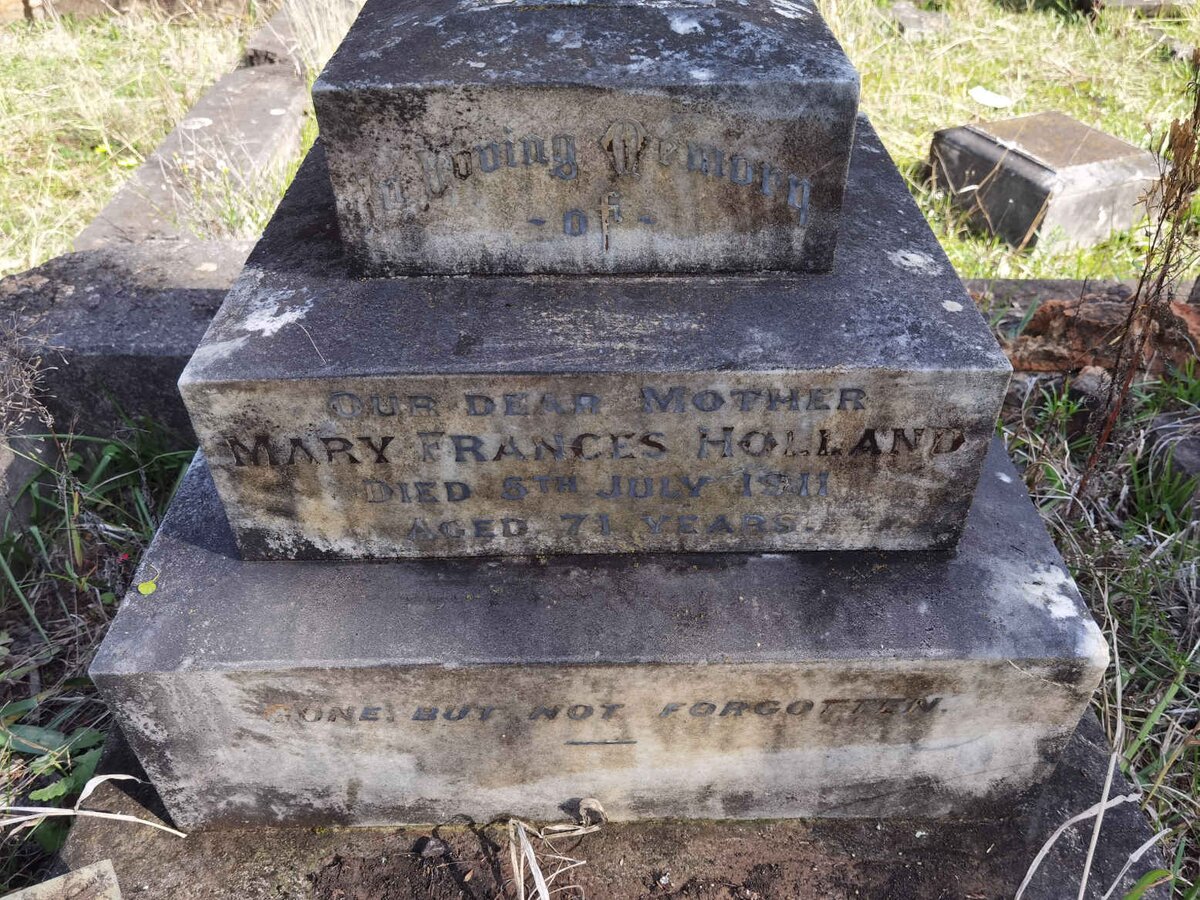 In Loving Memory
- of -
OUR DEAR MOTHER
MARY FRANCES HOLLAND
DIED 5TH JULY 1911
AGED 71 YEARS.
GONE BUT NOT FORGOTTEN.